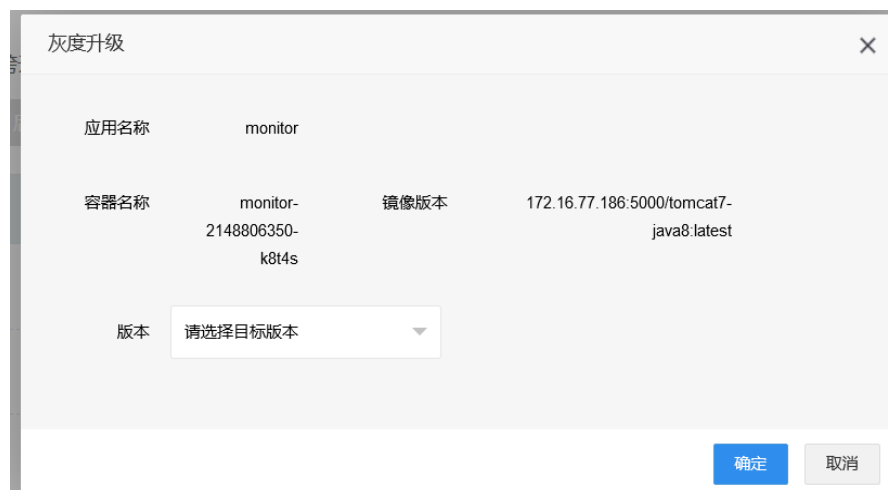 灰度升级
应用名称 monitor
容器名称 monitor- 镜像版本 172.16.77.186:5000/tomcat7-
2148806350- java8:latest
k8t4s
版本 请选择目标版本
确定 取消